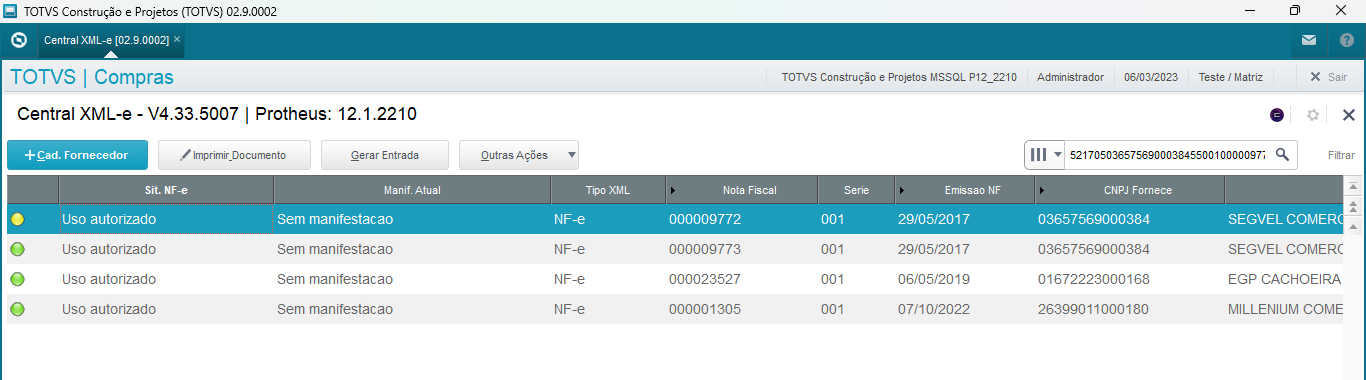 TOTVS Construção e Projetos (TOTVS) 02.9.0002
Central XML-e [02.9.0002] ×
TOTVS | Compras TOTVS Construção e Projetos MSSQL P12_2210 Administrador 06/03/2023 Teste / Matriz Sair
Central XML-e - V4.33.5007 | Protheus: 12.1.2210
+ Cad. Fornecedor Imprimir_Documento Gerar Entrada Outras Ações Filtrar
Sit. NF-e Manif. Atual Tipo XML Nota Fiscal Serie Emissao NF CNPJ Fornece
Uso autorizado Sem manifestacao NF-e 000009772 001 29/05/2017 03657569000384 SEGVEL COMERC
Uso autorizado Sem manifestacao NF-e 000009773 001 29/05/2017 03657569000384 SEGVEL COMERC
Uso autorizado Sem manifestacao NF-e 000023527 001 06/05/2019 01672223000168 EGP CACHOEIRA
Uso autorizado Sem manifestacao NF-e 000001305 001 07/10/2022 26399011000180 MILLENIUM COME